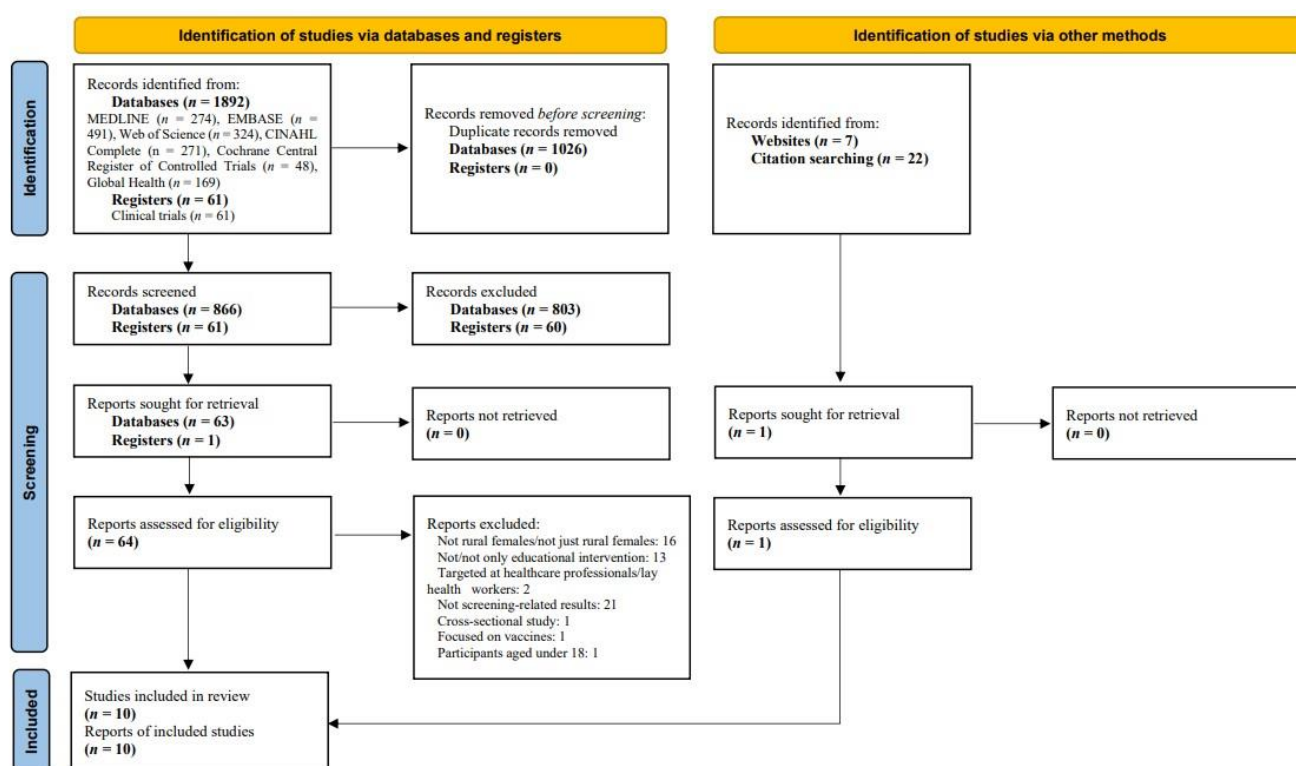 Identification of studies via databases and registers
Identification of studies via other methods
Identification
Records identified from:
Databases (n = 1892)
MEDLINE (n = 274), EMBASE (n =
491), Web of Science (n = 324), CINAHL
Complete (n = 271), Cochrane Central
Register of Controlled Trials (n = 48),
Global Health (n = 169)
Registers (n = 61)
Clinical trials (n = 61)
Records removed before screening:
Duplicate records removed
Databases (n = 1026)
Registers (n = 0)
Records identified from:
Websites (n = 7)
Citation searching (n = 22)
Screening
Records screened
Databases (n = 866)
Registers (n = 61)
Records excluded
Databases (n = 803)
Registers (n = 60)
Reports sought for retrieval
Databases (n = 63)
Registers (n = 1)
Reports not retrieved
(n = 0)
Reports sought for retrieval
(n = 1)
Reports not retrieved
(n = 0)
Reports assessed for eligibility
(n = 64)
Reports excluded:
Not rural females/not just rural females: 16
Not/not only educational intervention: 13
Targeted at healthcare professionals/lay
health workers: 2
Not screening-related results: 21
Cross-sectional study: 1
Focused on vaccines: 1
Participants aged under 18: 1
Reports assessed for eligibility
(n = 1)
Included
Studies included in review
(n = 10)
Reports of included studies
(n = 10)